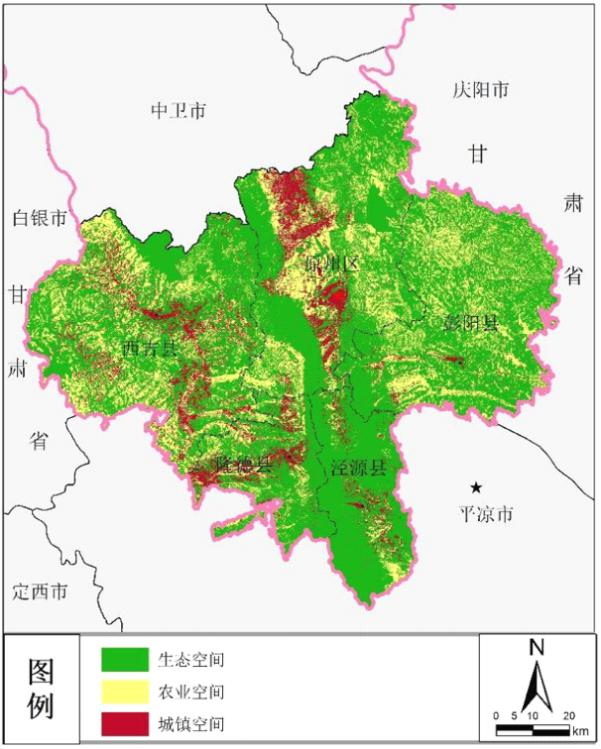 庆阳市
中卫市
甘
肃
省
白银市
甘
肃
省
原州区
彭阳县
西吉县
隆德县
泾源县
平凉市
定西市
图例
生态空间
农业空间
城镇空间
N
0 5 10 20
km